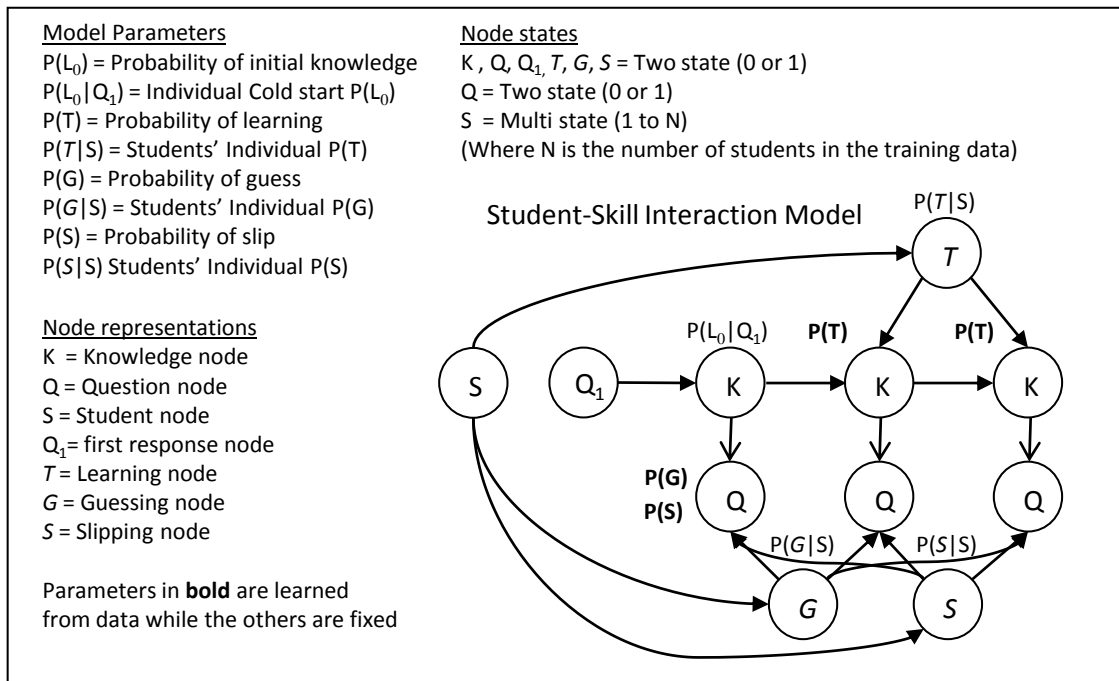 Model Parameters
P(L0) = Probability of initial knowledge
P(L0|Q1) = Individual Cold start P(L0)
P(T) = Probability of learning
P(T|S) = Students’ Individual P(T)
P(G) = Probability of guess
P(G|S) = Students’ Individual P(G)
P(S) = Probability of slip
P(S|S) Students’ Individual P(S)
Node representations
K = Knowledge node
Q = Question node
S = Student node
Q1= first response node
T = Learning node
G = Guessing node
S = Slipping node
Parameters in bold are learned
from data while the others are fixed
Node states
K , Q, Q1, T, G, S = Two state (0 or 1)
Q = Two state (0 or 1)
S = Multi state (1 to N)
(Where N is the number of students in the training data)
Student-Skill Interaction Model
P(T|S)
T
P(L0|Q1)
P(T)
P(T)
S
Q1
K
K
K
P(G)
P(S)
Q
Q
Q
P(G|S)
P(S|S)
G
S